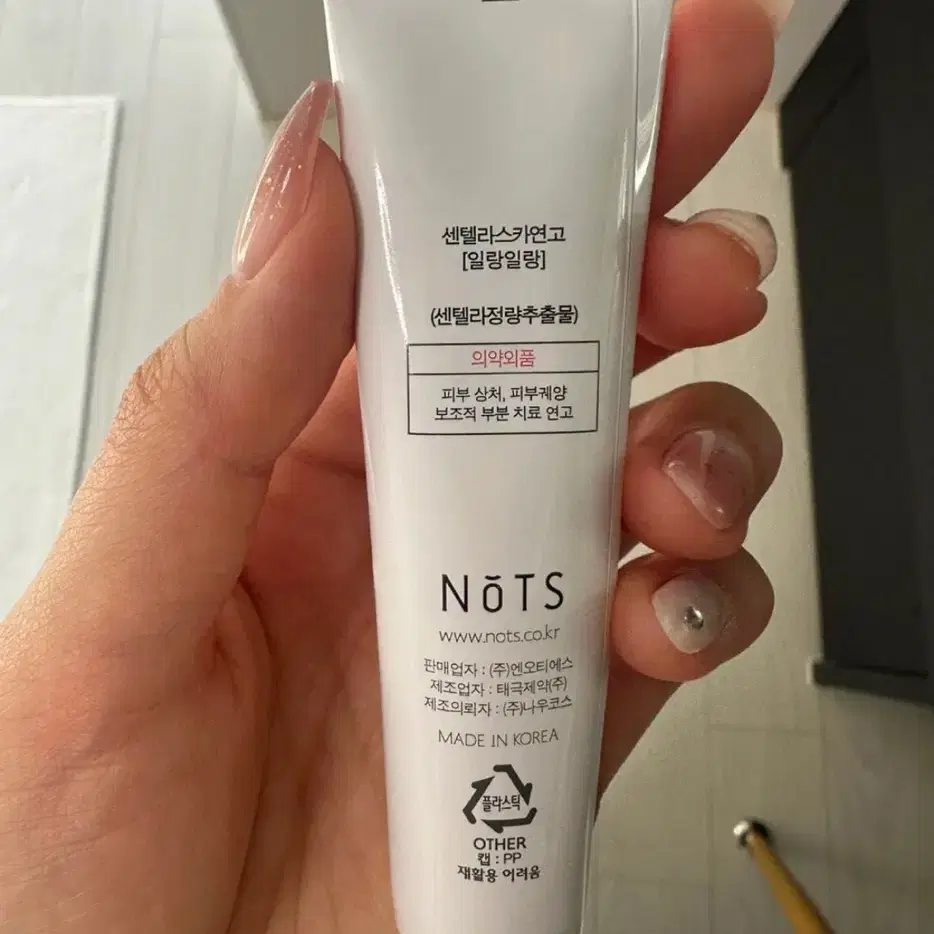 센텔라스카연고
[일랑일랑]
(센텔라정량추출물)
의약외품
피부 상처, 피부궤양
보조적 부분 치료 연고
NōTS
www.nots.co.kr
판매업자 : (주)엔오티에스
제조업자 : 태극제약(주)
제조의뢰자 : (주)나우코스
MADE IN KOREA
플라스틱
OTHER
캡 : PP
재활용 어려움